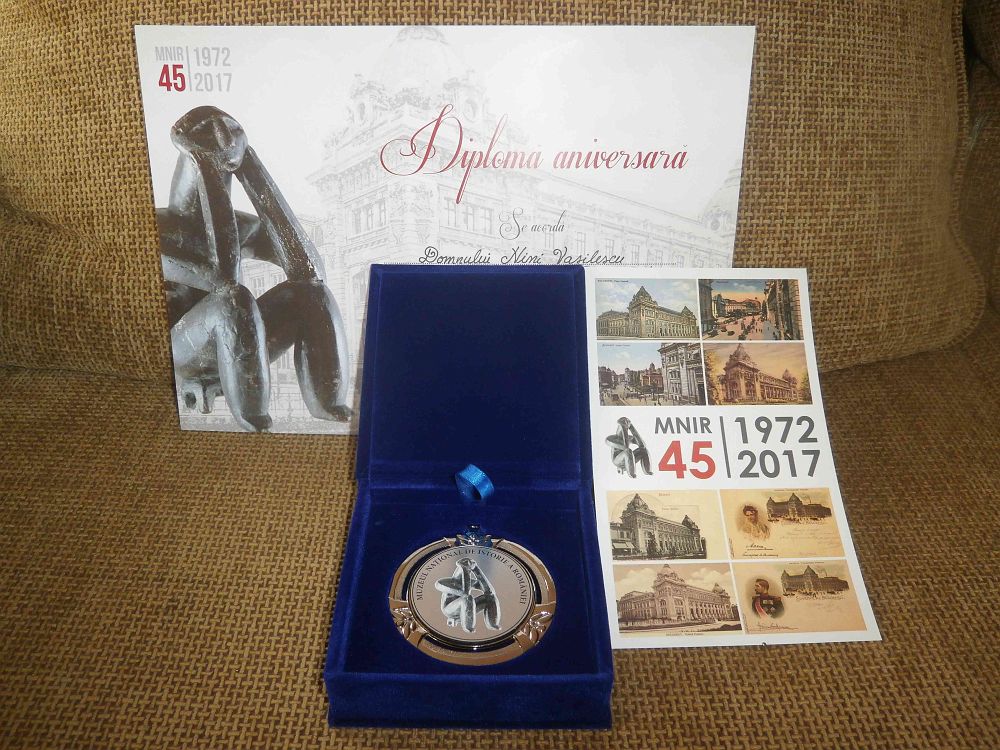 MNIR 1972
45 2017
Diplomă aniversară
Se acordă
Domnului Nini Vasilescu
MNIR 1972
45 2017
MUZEUL NAȚIONAL DE ISTORIE A ROMÂNIEI